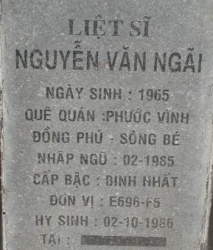 LIỆT SĨ
NGUYỄN VĂN NGÃI
NGÀY SINH : 1965
QUÊ QUÁN : PHƯỚC VĨNH
ĐỒNG PHÚ - SÔNG BÉ
NHẬP NGŨ : 02-1985
CẤP BẬC : BINH NHẤT
ĐƠN VỊ : E696-F5
HY SINH : 02-10-1986
TẠI :